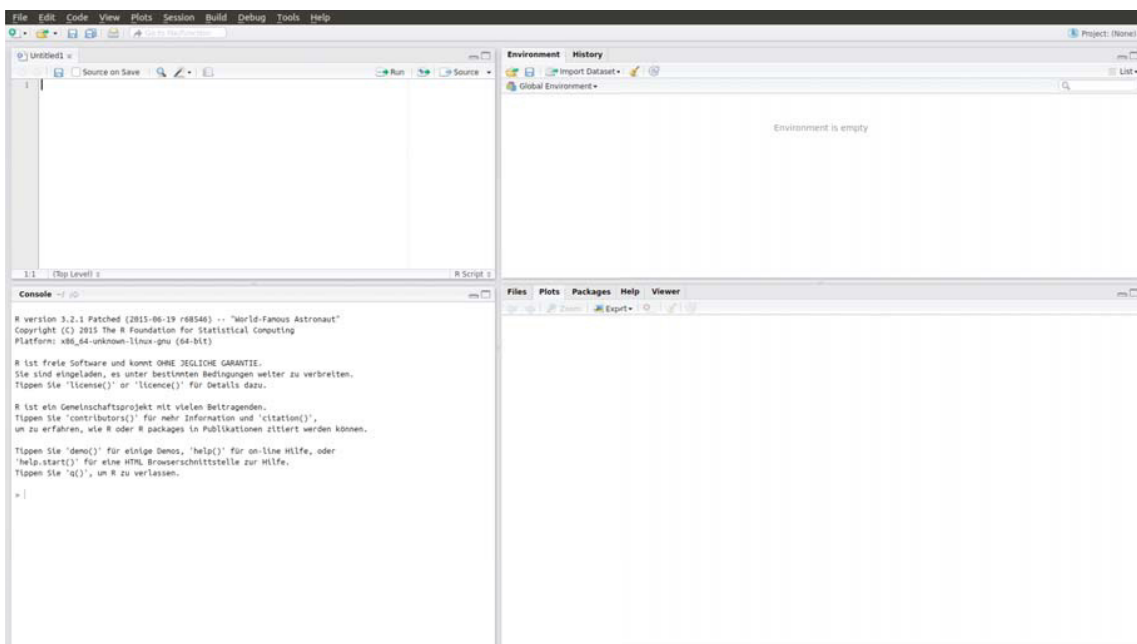 File Edit Code View Plots Session Build Debug Tools Help
Go to file/function
Project: (None)
Untitled1
Source on Save
Run
Source
1
1:1 (Top Level)
R Script
Environment History
Import Dataset
List
Global Environment
Environment is empty
Console ~/
R version 3.2.1 Patched (2015-06-19 r68546) -- "World-Famous Astronaut"
Copyright (C) 2015 The R Foundation for Statistical Computing
Platform: x86_64-unknown-linux-gnu (64-bit)
R ist freie Software und kommt OHNE JEGLICHE GARANTIE.
Sie sind eingeladen, es unter bestimmten Bedingungen weiter zu verbreiten.
Tippen Sie 'license()' or 'licence()' für Details dazu.
R ist ein Gemeinschaftsprojekt mit vielen Beitragenden.
Tippen Sie 'contributors()' für mehr Information und 'citation()',
um zu erfahren, wie R oder R packages in Publikationen zitiert werden können.
Tippen Sie 'demo()' für einige Demos, 'help()' für on-line Hilfe, oder
'help.start()' für eine HTML Browserschnittstelle zur Hilfe.
Tippen Sie 'q()', um R zu verlassen.
>
Files Plots Packages Help Viewer
Zoom Exprt